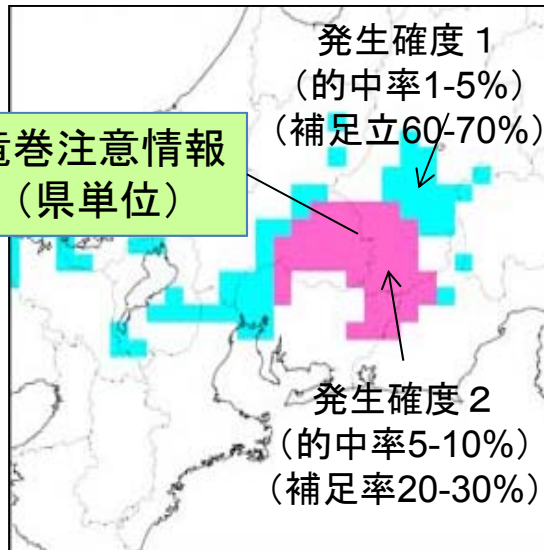 発生確度１
(的中率1-5%)
(補足立60-70%)
竜巻注意情報
（県単位）
発生確度２
(的中率5-10%)
(補足率20-30%)